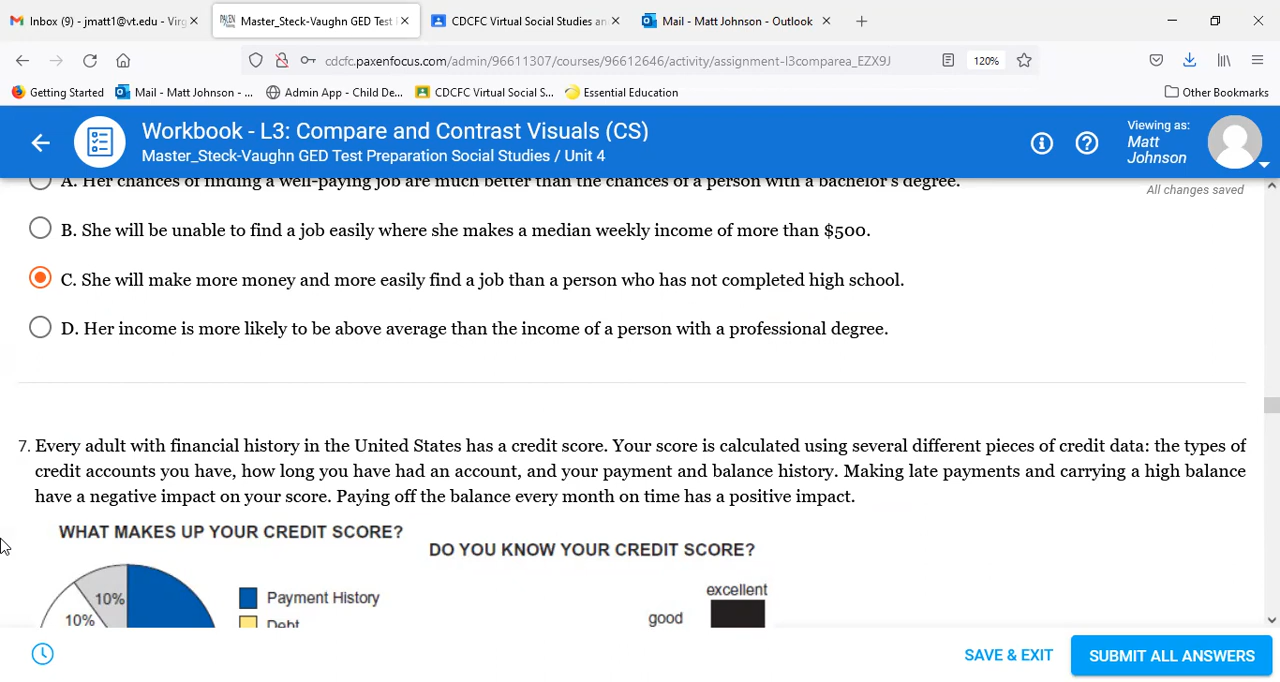 Inbox (9) - jmatt1@vt.edu - Virg
PAXEN
Master_Steck-Vaughn GED Test
CDCFC Virtual Social Studies an
Mail - Matt Johnson - Outlook
cdcfc.paxenfocus.com/admin/96611307/courses/96612646/activity/assignment-l3comparea_EZX9J
120%
Getting Started
Mail - Matt Johnson - ...
Admin App - Child De...
CDCFC Virtual Social S...
Essential Education
Other Bookmarks
Workbook - L3: Compare and Contrast Visuals (CS)
Master_Steck-Vaughn GED Test Preparation Social Studies / Unit 4
Viewing as:
Matt
Johnson
All changes saved
A. Her chances of finding a well-paying job are much better than the chances of a person with a bachelor's degree.
B. She will be unable to find a job easily where she makes a median weekly income of more than $500.
C. She will make more money and more easily find a job than a person who has not completed high school.
D. Her income is more likely to be above average than the income of a person with a professional degree.
7. Every adult with financial history in the United States has a credit score. Your score is calculated using several different pieces of credit data: the types of
credit accounts you have, how long you have had an account, and your payment and balance history. Making late payments and carrying a high balance
have a negative impact on your score. Paying off the balance every month on time has a positive impact.
WHAT MAKES UP YOUR CREDIT SCORE?
DO YOU KNOW YOUR CREDIT SCORE?
10%
10%
Payment History
Debt
excellent
good
SAVE & EXIT
SUBMIT ALL ANSWERS